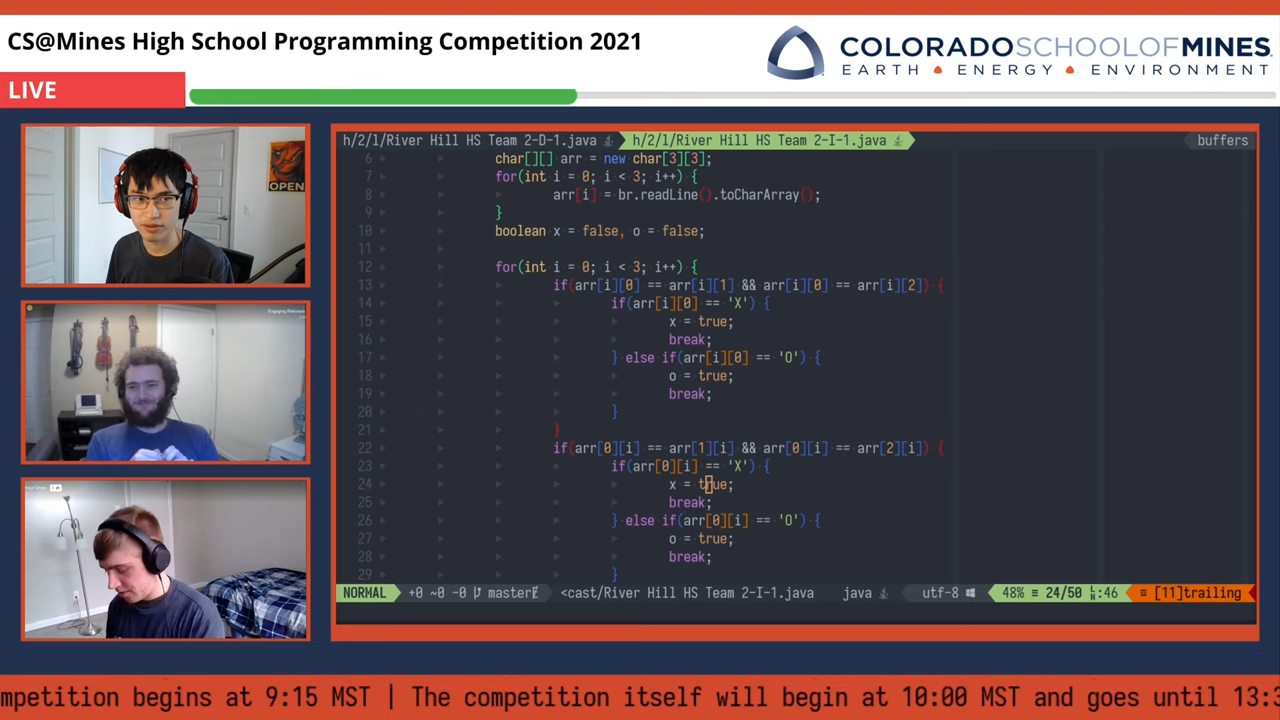 CS@Mines High School Programming Competition 2021
COLORADOSCHOOLOFMINES
EARTH • ENERGY • ENVIRONMENT
LIVE
OPEN
h/2/l/River Hill HS Team 2-D-1.java
h/2/l/River Hill HS Team 2-I-1.java
buffers
6 char[][] arr = new char[3][3];
7 for(int i = 0; i < 3; i++) {
8 arr[i] = br.readLine().toCharArray();
9 }
10 boolean x = false, o = false;
11
12 for(int i = 0; i < 3; i++) {
13 if(arr[i][0] == arr[i][1] && arr[i][0] == arr[i][2]) {
14 if(arr[i][0] == 'X') {
15 x = true;
16 break;
17 } else if(arr[i][0] == 'O') {
18 o = true;
19 break;
20 }
21 }
22 if(arr[0][i] == arr[1][i] && arr[0][i] == arr[2][i]) {
23 if(arr[0][i] == 'X') {
24 x = true;
25 break;
26 } else if(arr[0][i] == 'O') {
27 o = true;
28 break;
29 }
NORMAL +0 ~0 -0 master <cast/River Hill HS Team 2-I-1.java java utf-8 48% ≡ 24/50 LN:46 ≡ [11]trailing
mpetition begins at 9:15 MST | The competition itself will begin at 10:00 MST and goes until 13:3